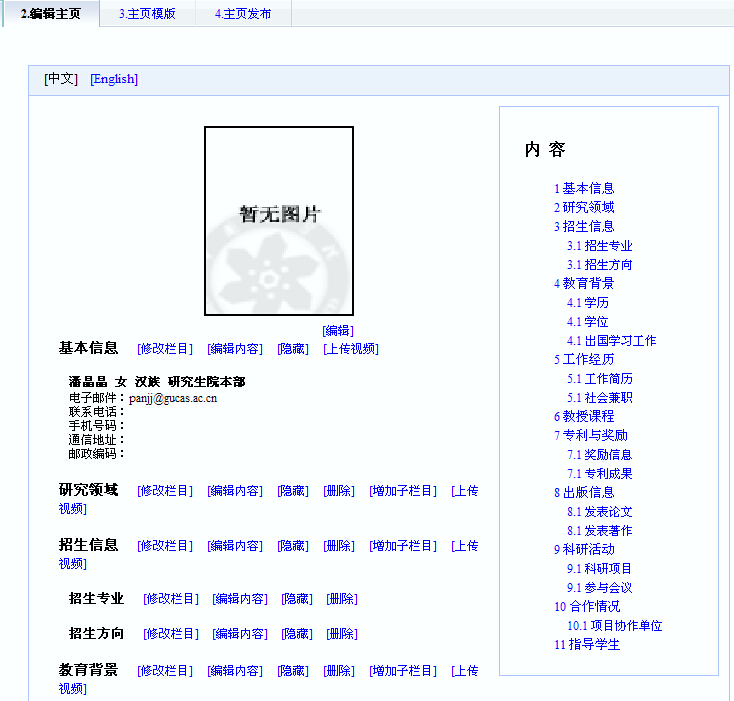 2.编辑主页 3.主页模版 4.主页发布
[中文] [English]
暂无图片
[编辑]
基本信息 [修改栏目] [编辑内容] [隐藏] [上传视频]
潘晶晶 女 汉族 研究生院本部
电子邮件：panjj@gucas.ac.cn
联系电话：
手机号码：
通信地址：
邮政编码：
研究领域 [修改栏目] [编辑内容] [隐藏] [删除] [增加子栏目] [上传
视频]
招生信息 [修改栏目] [编辑内容] [隐藏] [删除] [增加子栏目] [上传
视频]
招生专业 [修改栏目] [编辑内容] [隐藏] [删除]
招生方向 [修改栏目] [编辑内容] [隐藏] [删除]
教育背景 [修改栏目] [编辑内容] [隐藏] [删除] [增加子栏目] [上传
视频]
内 容
1 基本信息
2 研究领域
3 招生信息
3.1 招生专业
3.1 招生方向
4 教育背景
4.1 学历
4.1 学位
4.1 出国学习工作
5 工作经历
5.1 工作简历
5.1 社会兼职
6 教授课程
7 专利与奖励
7.1 奖励信息
7.1 专利成果
8 出版信息
8.1 发表论文
8.1 发表著作
9 科研活动
9.1 科研项目
9.1 参与会议
10 合作情况
10.1 项目协作单位
11 指导学生